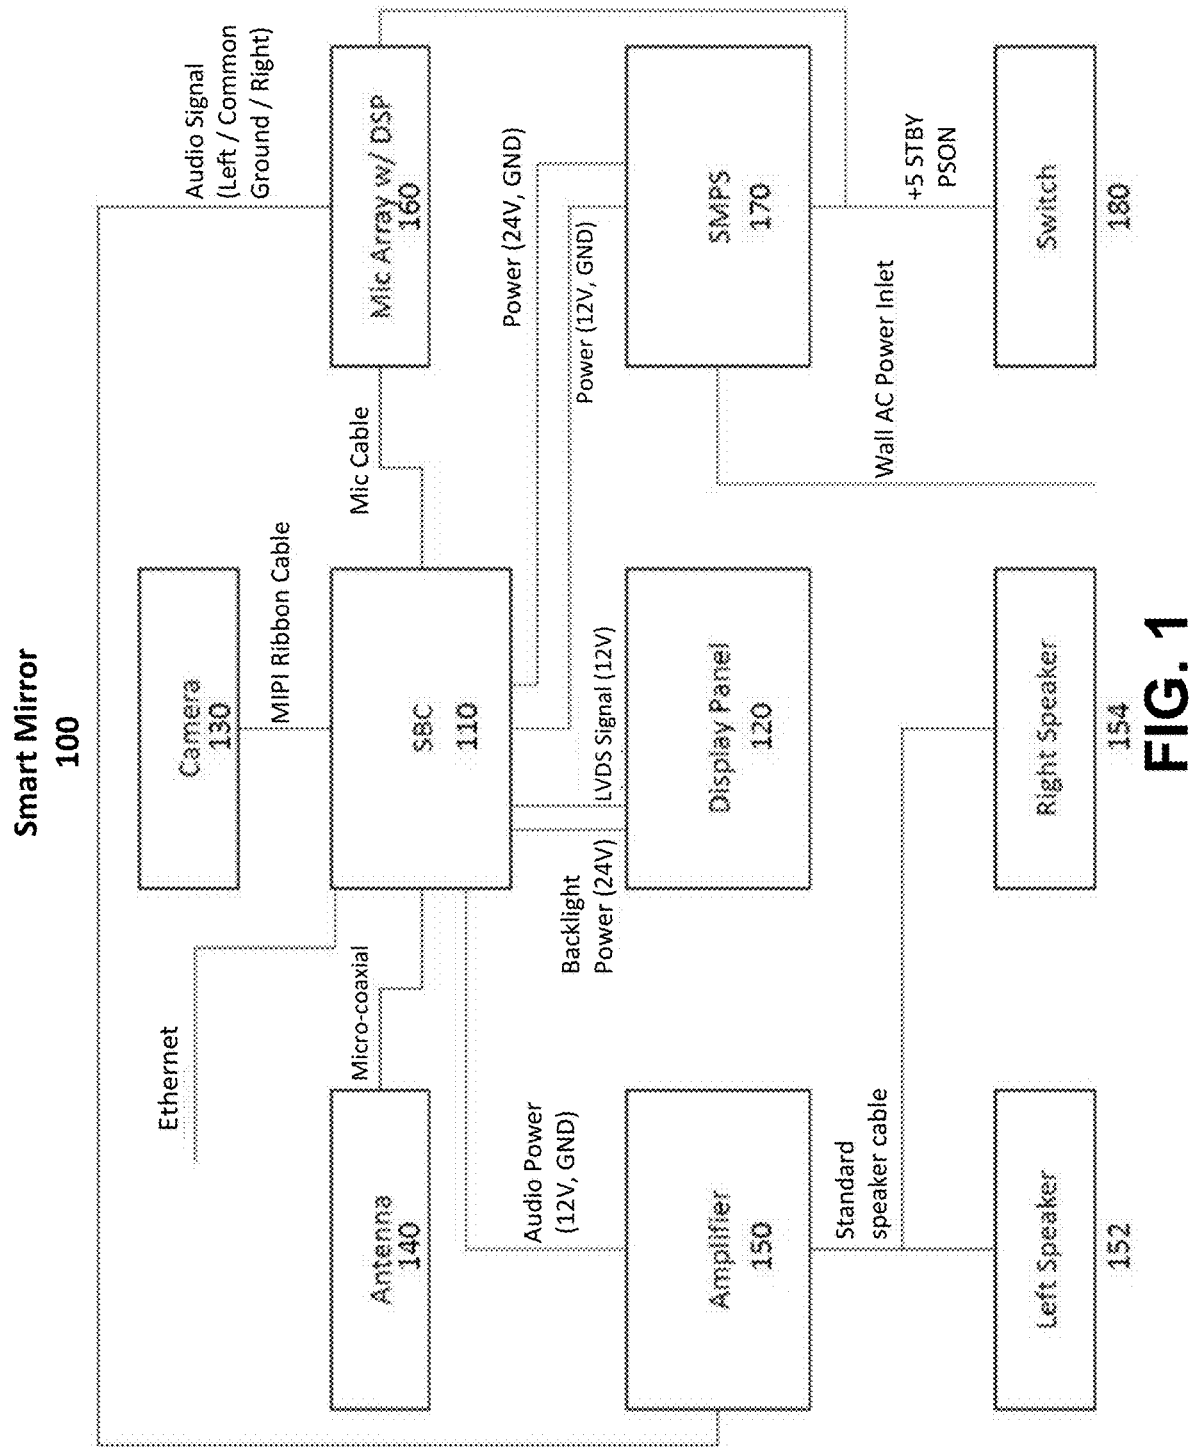 Smart Mirror
100
Audio Signal
(Left / Common
Ground / Right)
Ethernet
Camera
130
MIPI Ribbon Cable
Antenna
140
Micro-coaxial
SBC
110
Mic Cable
Mic Array w/ DSP
160
Audio Power
(12V, GND)
Backlight
Power (24V)
LVDS Signal (12V)
Power (24V, GND)
Power (12V, GND)
Amplifier
150
Display Panel
120
SMPS
170
Standard
speaker cable
Wall AC Power Inlet
+5 STBY
PSON
Left Speaker
152
Right Speaker
154
Switch
180
FIG. 1